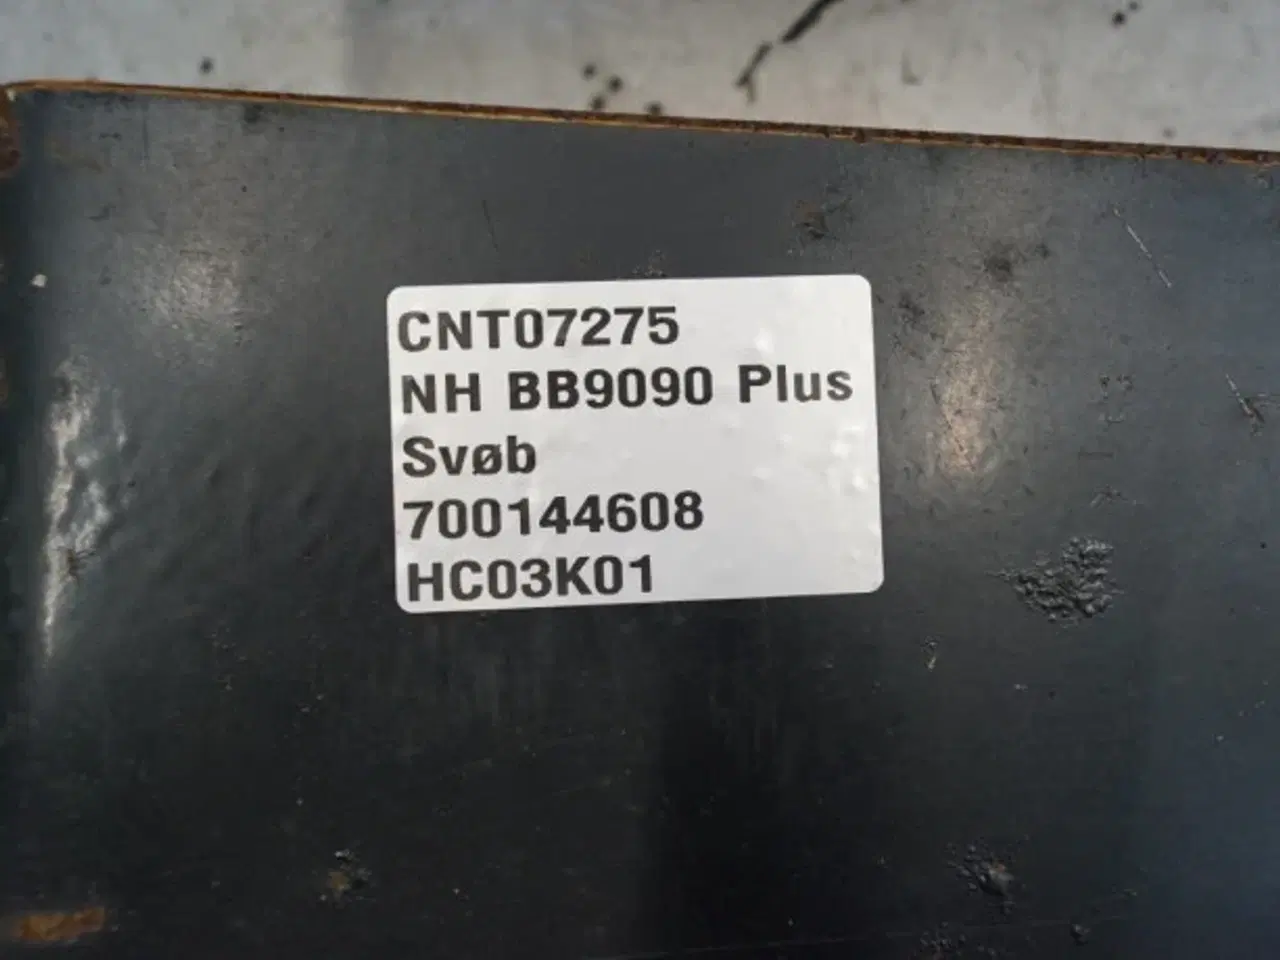 CNT07275
NH BB9090 Plus
Svøb
700144608
HC03K01